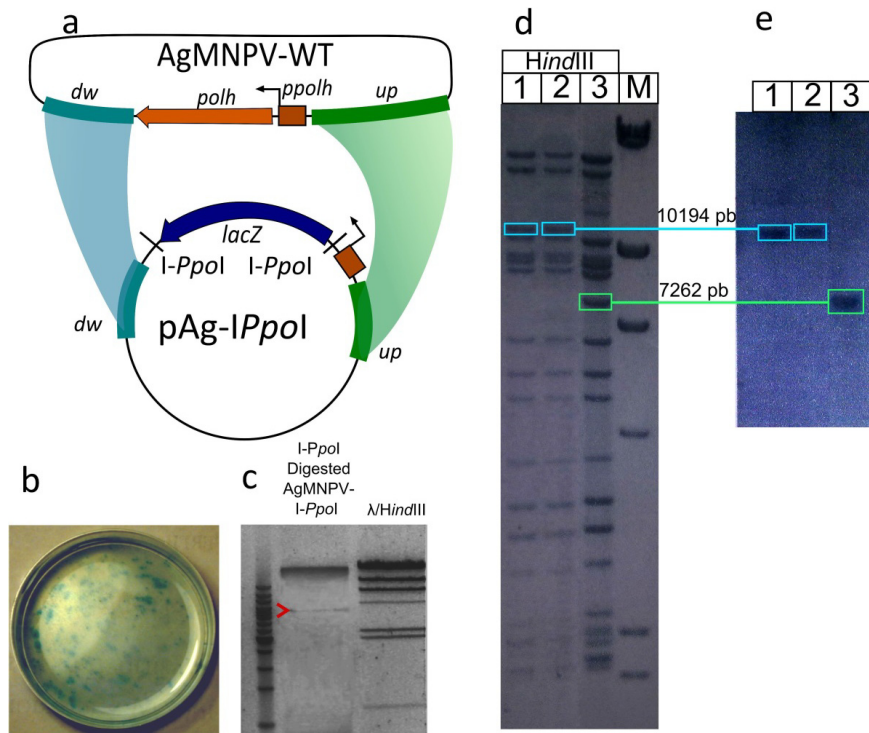 a
AgMNPV-WT
dw
polh
ppolh
up
lacZ
I-PpoI
I-PpoI
dw
pAg-IPpoI
up
b
c
I-PpoI
Digested
AgMNPV-
I-PpoI
λ/HindIII
d
HindIII
1 2 3 M
10194 pb
7262 pb
e
1 2 3